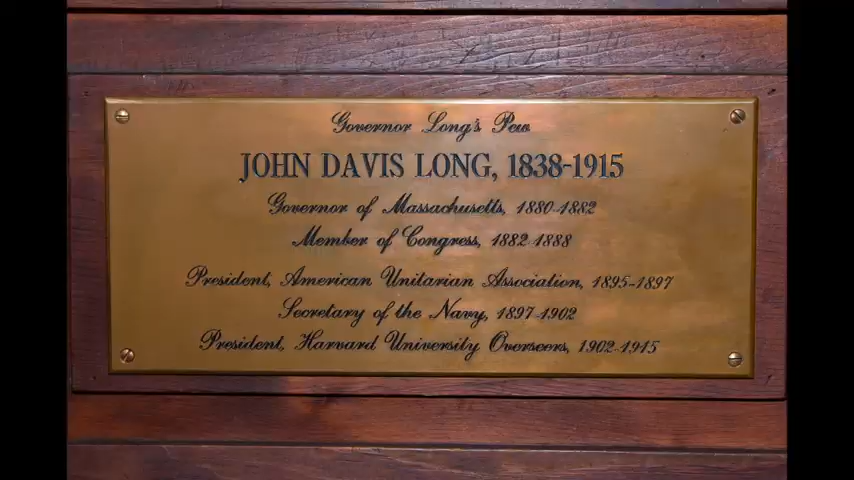 Governor Long's Pew
JOHN DAVIS LONG, 1838-1915
Governor of Massachusetts, 1880-1882
Member of Congress, 1882-1888
President, American Unitarian Association, 1895-1897
Secretary of the Navy, 1897-1902
President, Harvard University Overseers, 1902-1915